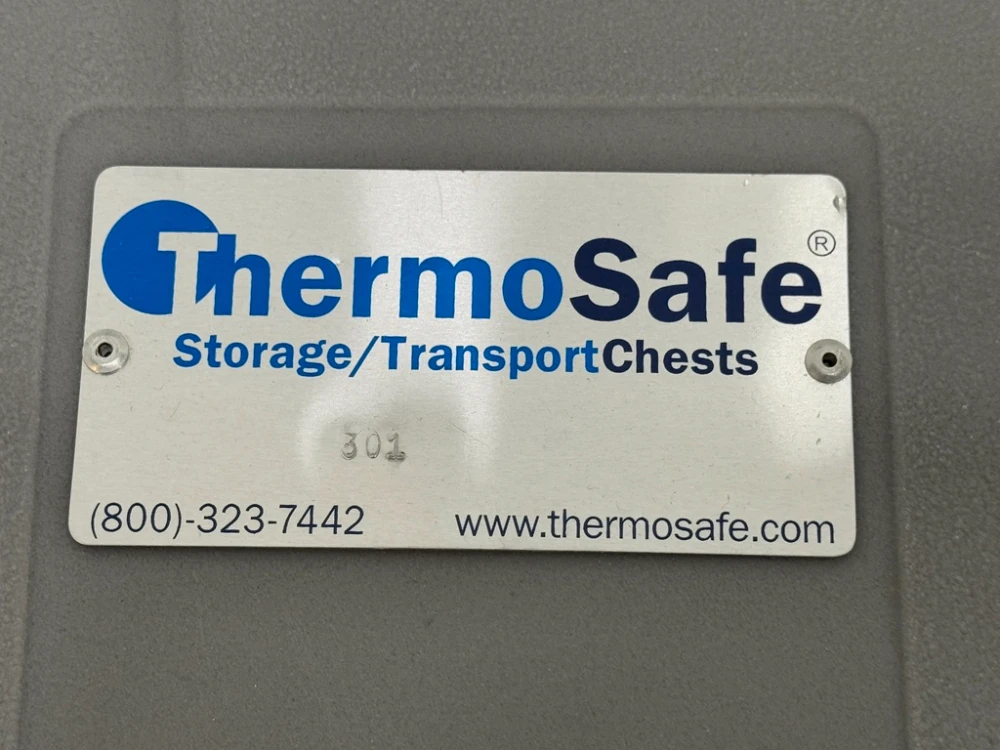 ThermoSafe®
Storage/TransportChests
301
(800)-323-7442 www.thermosafe.com